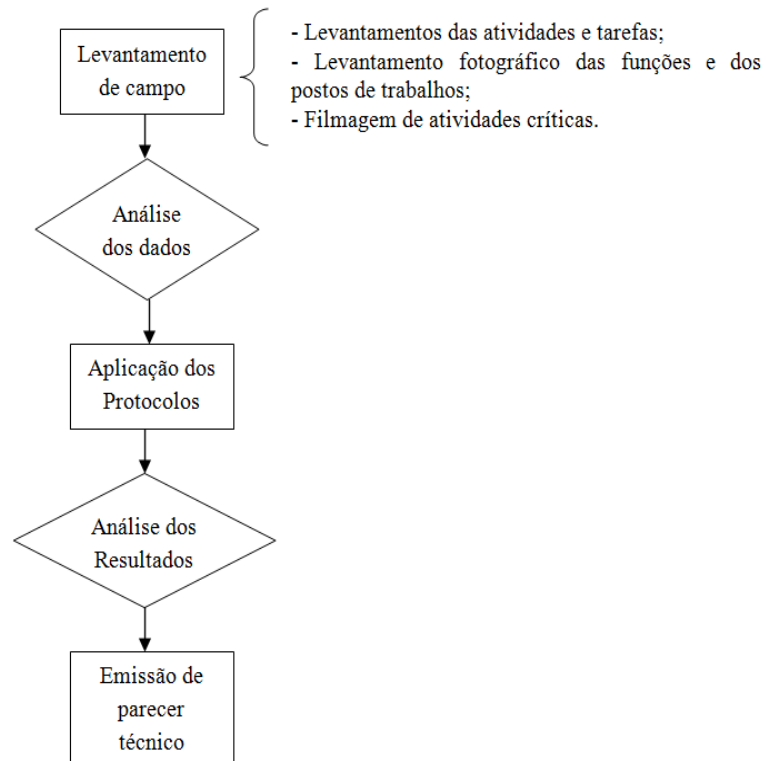 Levantamento
de campo
- Levantamentos das atividades e tarefas;
- Levantamento fotográfico das funções e dos
postos de trabalhos;
- Filmagem de atividades críticas.
Análise
dos dados
Aplicação dos
Protocolos
Análise dos
Resultados
Emissão de
parecer
técnico